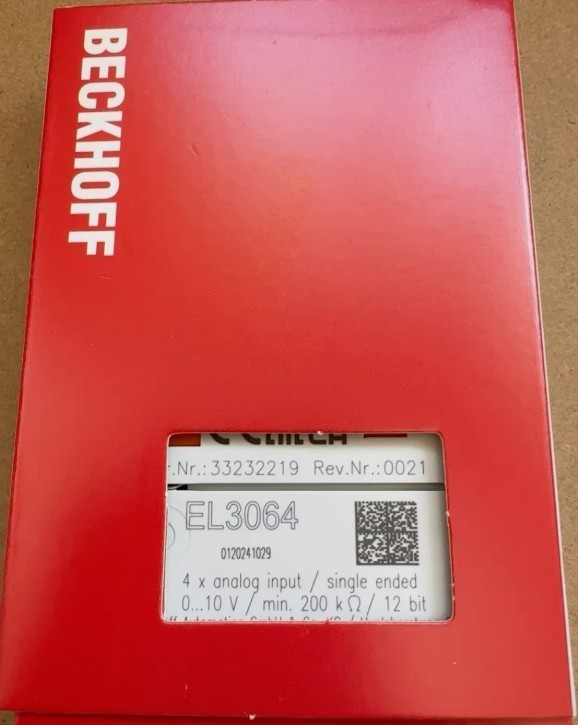 BECKHOFF
.Nr.:33232219 Rev.Nr.:0021
EL3064
0120241029
4 x analog input / single ended
0...10 V / min. 200 kΩ / 12 bit